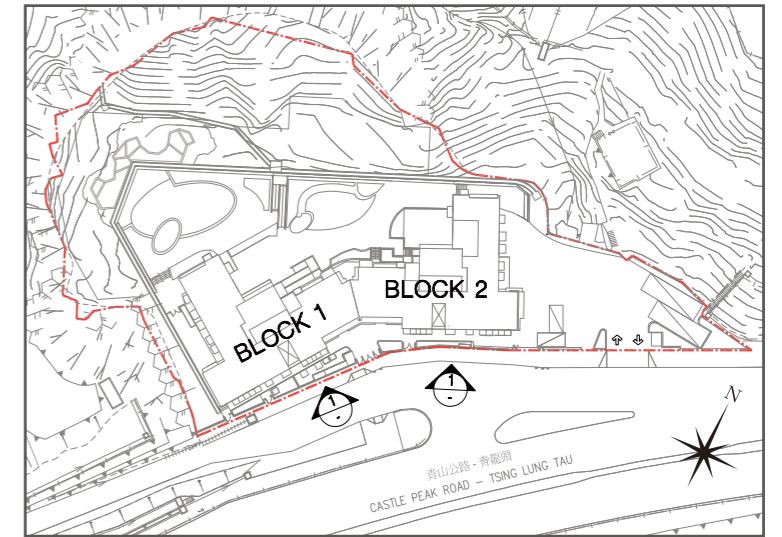 BLOCK 2
BLOCK 1
1
-
1
-
N
青山公路 - 青龍頭
CASTLE PEAK ROAD - TSING LUNG TAU